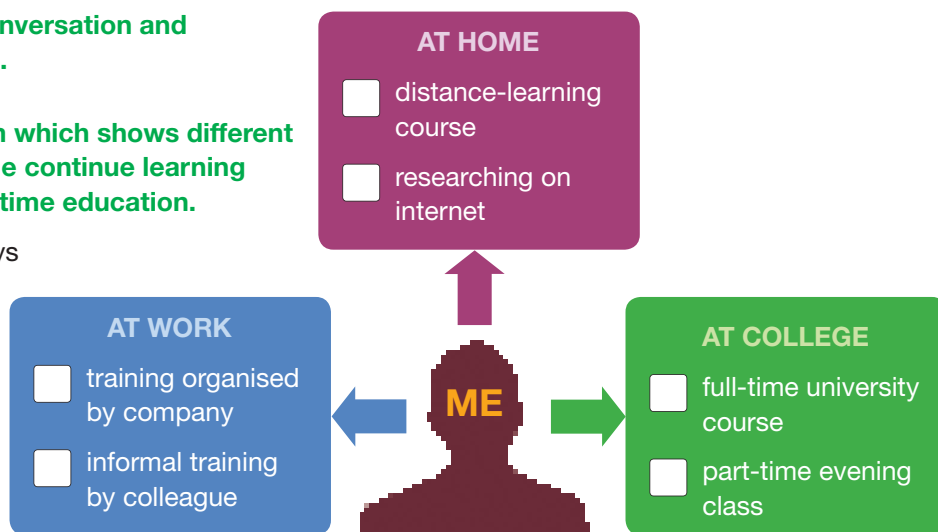 nversation and
.
which shows different
e continue learning
time education.
AT HOME
distance-learning
course
researching on
internet
AT WORK
training organised
by company
informal training
by colleague
ME
AT COLLEGE
full-time university
course
part-time evening
class